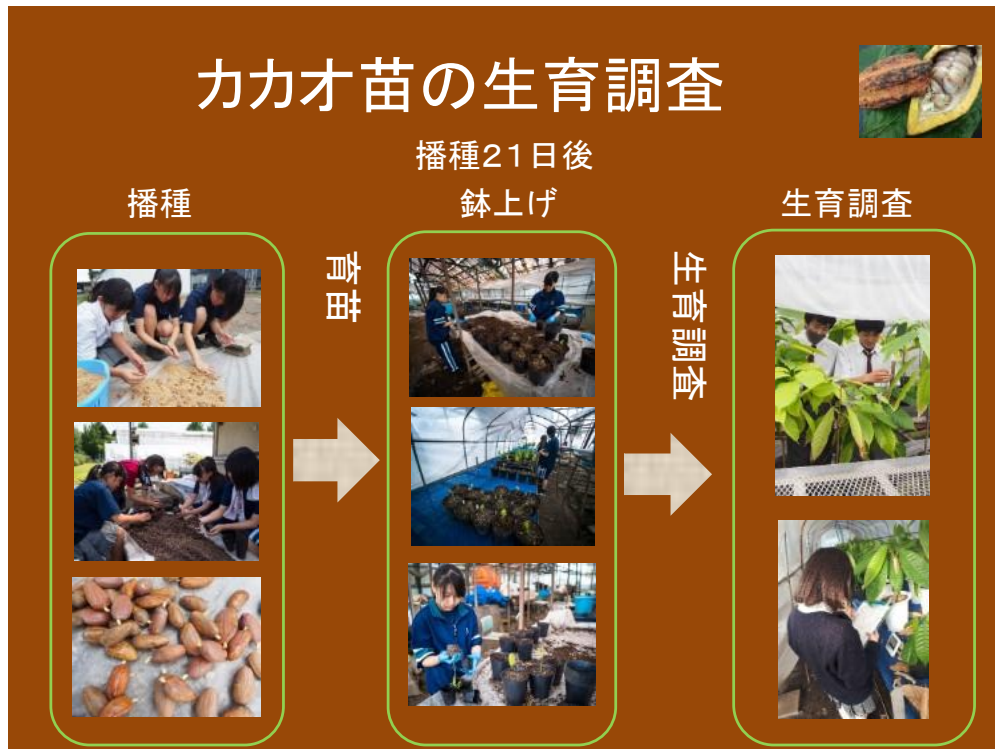 カカオ苗の生育調査
播種21日後
播種
鉢上げ
生育調査
育苗
生育調査